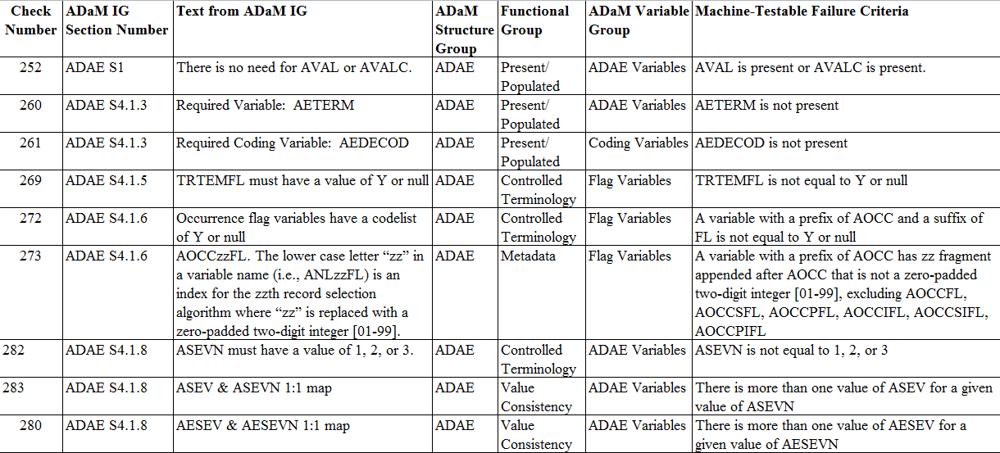 Check Number | ADaM IG Section Number | Text from ADaM IG | ADaM Structure Group | Functional Group | ADaM Variable Group | Machine-Testable Failure Criteria
252 | ADAE S1 | There is no need for AVAL or AVALC. | ADAE | Present/ Populated | ADAE Variables | AVAL is present or AVALC is present.
260 | ADAE S4.1.3 | Required Variable:  AETERM | ADAE | Present/ Populated | ADAE Variables | AETERM is not present
261 | ADAE S4.1.3 | Required Coding Variable:  AEDECOD | ADAE | Present/ Populated | Coding Variables | AEDECOD is not present
269 | ADAE S4.1.5 | TRTEMFL must have a value of Y or null | ADAE | Controlled Terminology | Flag Variables | TRTEMFL is not equal to Y or null
272 | ADAE S4.1.6 | Occurrence flag variables have a codelist of Y or null | ADAE | Controlled Terminology | Flag Variables | A variable with a prefix of AOCC and a suffix of FL is not equal to Y or null
273 | ADAE S4.1.6 | AOCCzzFL. The lower case letter “zz” in a variable name (i.e., ANLzzFL) is an index for the zzth record selection algorithm where “zz” is replaced with a zero-padded two-digit integer [01-99]. | ADAE | Metadata | Flag Variables | A variable with a prefix of AOCC has zz fragment appended after AOCC that is not a zero-padded two-digit integer [01-99], excluding AOCCFL, AOCCSFL, AOCCPFL, AOCCIFL, AOCCSIFL, AOCCPIFL
282 | ADAE S4.1.8 | ASEVN must have a value of 1, 2, or 3. | ADAE | Controlled Terminology | ADAE Variables | ASEVN is not equal to 1, 2, or 3
283 | ADAE S4.1.8 | ASEV & ASEVN 1:1 map | ADAE | Value Consistency | ADAE Variables | There is more than one value of ASEV for a given value of ASEVN
280 | ADAE S4.1.8 | AESEV & AESEVN 1:1 map | ADAE | Value Consistency | ADAE Variables | There is more than one value of AESEV for a given value of AESEVN